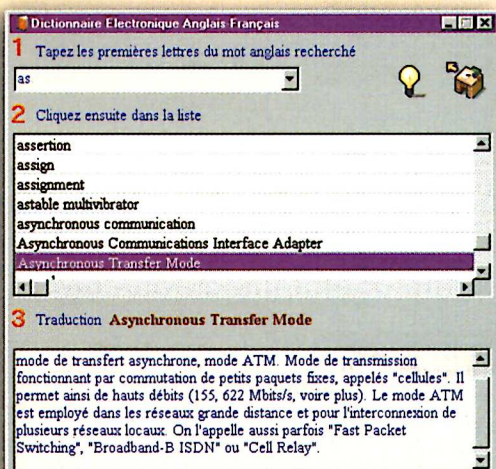 Dictionnaire Electronique Anglais-Français
1 Tapez les premières lettres du mot anglais recherché
as
2 Cliquez ensuite dans la liste
assertion
assign
assignment
astable multivibrator
asynchronous communication
Asynchronous Communications Interface Adapter
Asynchronous Transfer Mode
3 Traduction Asynchronous Transfer Mode
mode de transfert asynchrone, mode ATM. Mode de transmission
fonctionnant par commutation de petits paquets fixes, appelés "cellules". Il
permet ainsi de hauts débits (155, 622 Mbits/s, voire plus). Le mode ATM
est employé dans les réseaux grande distance et pour l'interconnexion de
plusieurs réseaux locaux. On l'appelle aussi parfois "Fast Packet
Switching", "Broadband-B ISDN" ou "Cell Relay".